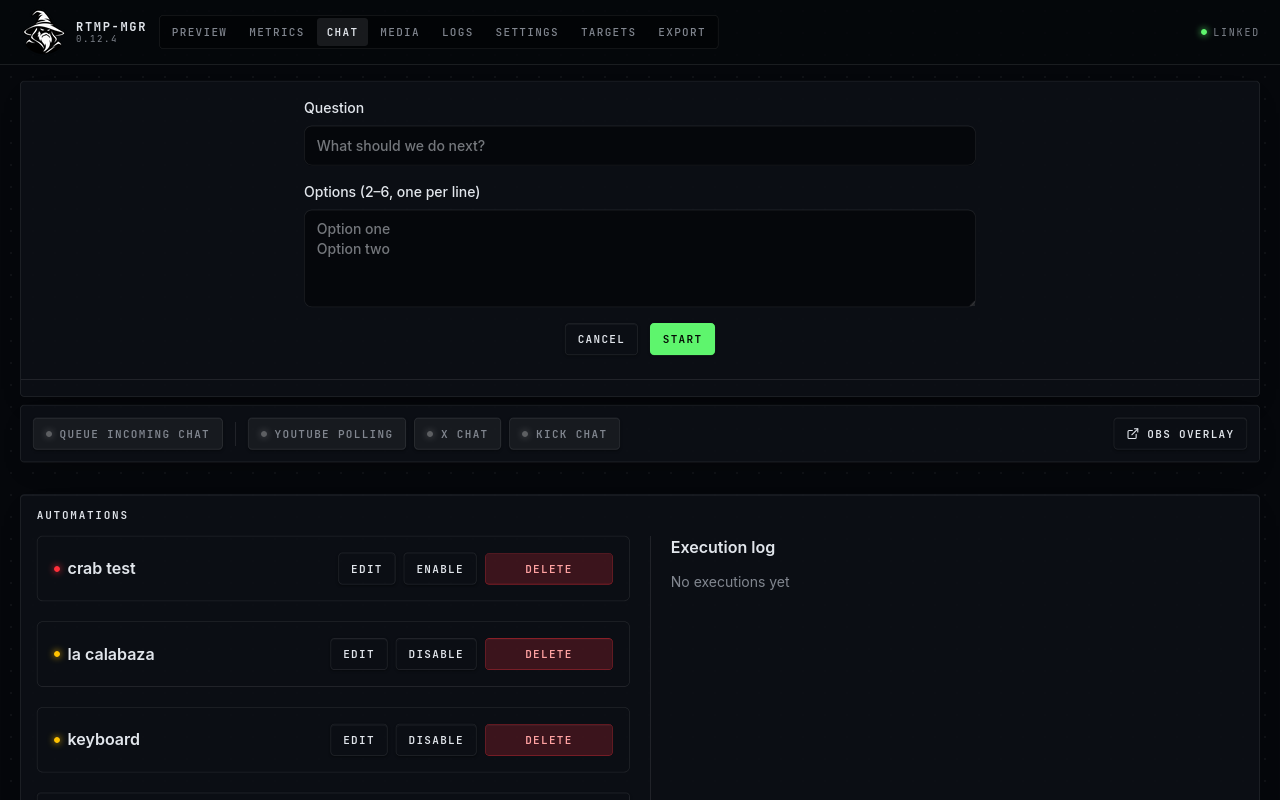 RTMP-MGR
0.12.4
PREVIEW METRICS CHAT MEDIA LOGS SETTINGS TARGETS EXPORT
LINKED
Question
What should we do next?
Options (2–6, one per line)
Option one
Option two
CANCEL START
QUEUE INCOMING CHAT YOUTUBE POLLING X CHAT KICK CHAT OBS OVERLAY
AUTOMATIONS
crab test EDIT ENABLE DELETE
la calabaza EDIT DISABLE DELETE
keyboard EDIT DISABLE DELETE
Execution log
No executions yet